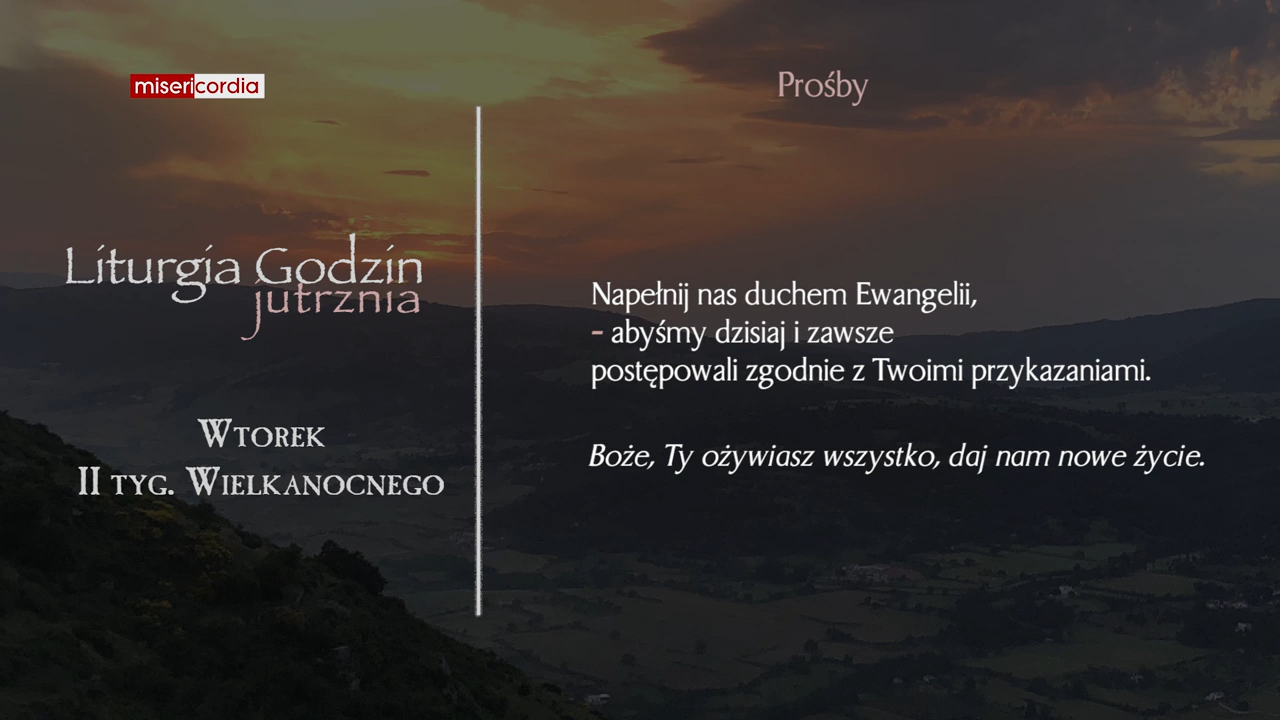 misericordia
Liturgia Godzin
jutrznia
Wtorek
II tyg. Wielkanocnego
Prośby
Napełnij nas duchem Ewangelii,
- abyśmy dzisiaj i zawsze
postępowali zgodnie z Twoimi przykazaniami.
Boże, Ty ożywiasz wszystko, daj nam nowe życie.